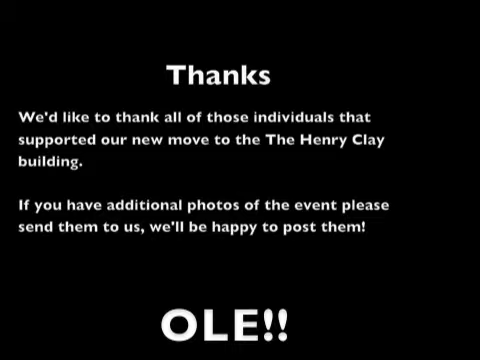 Thanks
We'd like to thank all of those individuals that
supported our new move to the The Henry Clay
building.
If you have additional photos of the event please
send them to us, we'll be happy to post them!
OLE!!